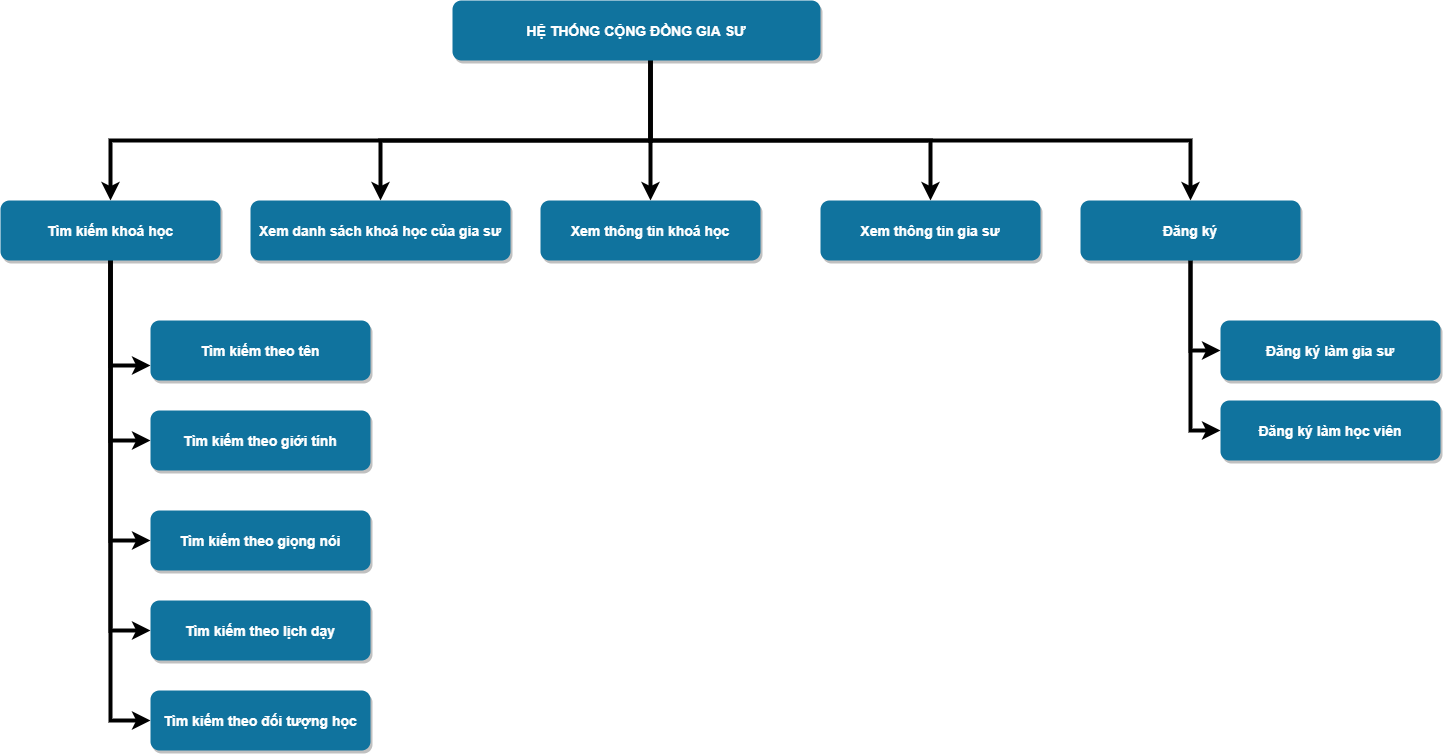 HỆ THỐNG CỘNG ĐỒNG GIA SƯ
Tìm kiếm khoá học
Xem danh sách khoá học của gia sư
Xem thông tin khoá học
Xem thông tin gia sư
Đăng ký
Tìm kiếm theo tên
Tìm kiếm theo giới tính
Tìm kiếm theo giọng nói
Tìm kiếm theo lịch dạy
Tìm kiếm theo đối tượng học
Đăng ký làm gia sư
Đăng ký làm học viên